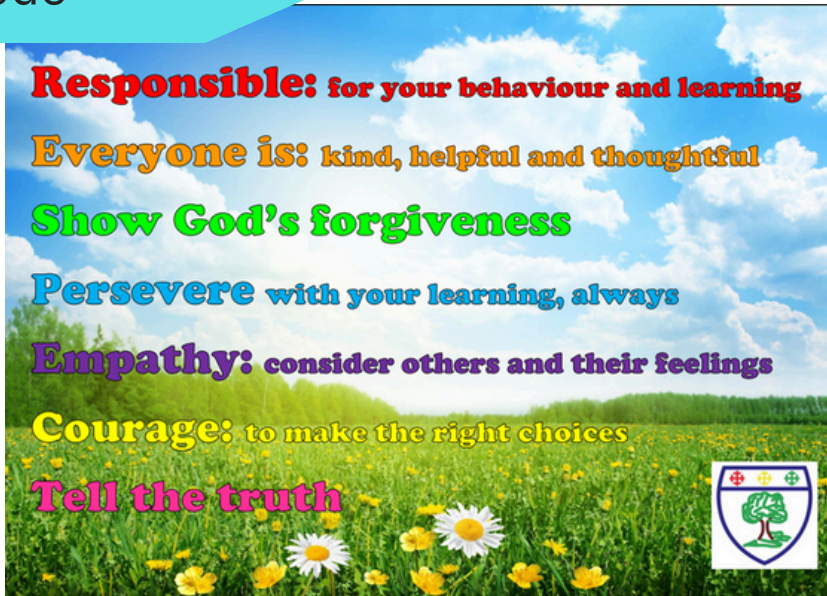 Responsible: for your behaviour and learning
Everyone is: kind, helpful and thoughtful
Show God's forgiveness
Persevere with your learning, always
Empathy: consider others and their feelings
Courage: to make the right choices
Tell the truth